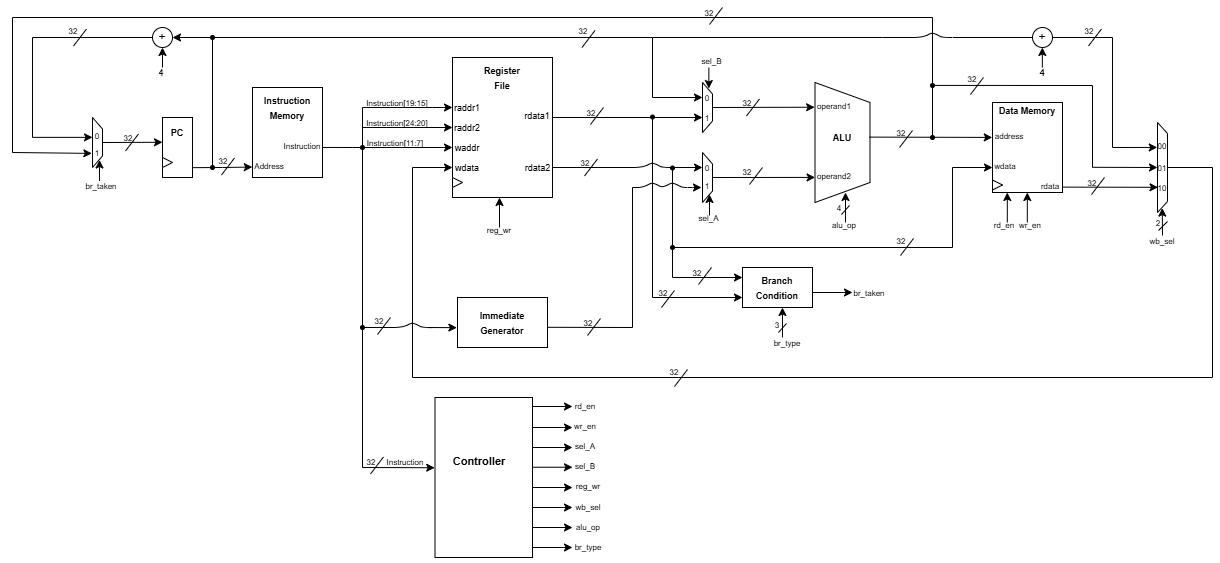 32
32
32
32
+
+
4
4
sel_B
Register
File
32
Instruction
Memory
Instruction
Address
PC
0
1
br_taken
32
32
Instruction[19:15]
Instruction[24:20]
Instruction[11:7]
raddr1
raddr2
waddr
wdata
rdata1
rdata2
reg_wr
32
32
0
1
0
1
sel_A
32
32
operand1
ALU
operand2
4
alu_op
32
Data Memory
address
wdata
rdata
rd_en
wr_en
32
00
01
10
2
wb_sel
32
32
32
Branch
Condition
br_taken
3
br_type
32
Immediate
Generator
32
32
32
Instruction
Controller
rd_en
wr_en
sel_A
sel_B
reg_wr
wb_sel
alu_op
br_type